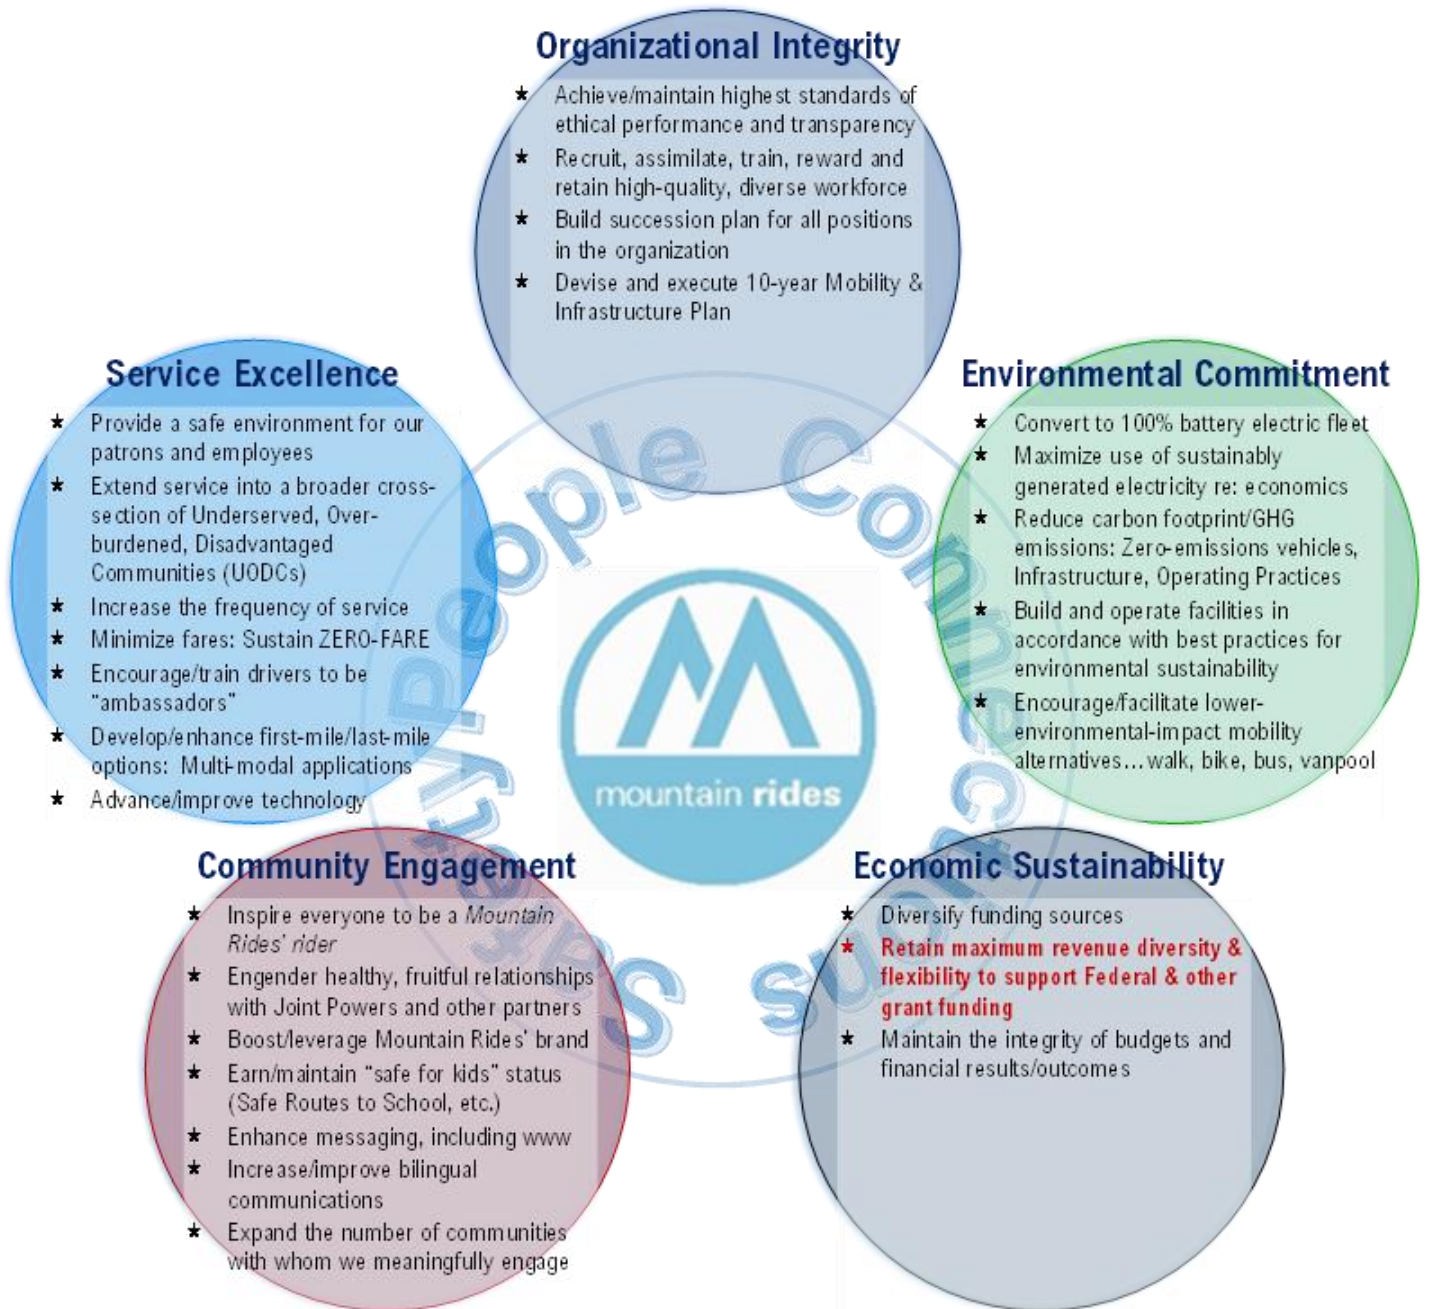 Organizational Integrity
★ Achieve/maintain highest standards of
ethical performance and transparency
★ Recruit, assimilate, train, reward and
retain high-quality, diverse workforce
★ Build succession plan for all positions
in the organization
★ Devise and execute 10-year Mobility &
Infrastructure Plan
Service Excellence
★ Provide a safe environment for our
patrons and employees
★ Extend service into a broader cross-
section of Underserved, Over-
burdened, Disadvantaged
Communities (UODCs)
★ Increase the frequency of service
★ Minimize fares: Sustain ZERO-FARE
★ Encourage/train drivers to be
"ambassadors"
★ Develop/enhance first-mile/last-mile
options: Multi-modal applications
★ Advance/improve technology
Environmental Commitment
★ Convert to 100% battery electric fleet
★ Maximize use of sustainably
generated electricity re: economics
★ Reduce carbon footprint/GHG
emissions: Zero-emissions vehicles,
Infrastructure, Operating Practices
★ Build and operate facilities in
accordance with best practices for
environmental sustainability
★ Encourage/facilitate lower-
environmental-impact mobility
alternatives...walk, bike, bus, vanpool
People Connections Safety
mountain rides
Community Engagement
★ Inspire everyone to be a Mountain
Rides' rider
★ Engender healthy, fruitful relationships
with Joint Powers and other partners
★ Boost/leverage Mountain Rides' brand
★ Earn/maintain "safe for kids" status
(Safe Routes to School, etc.)
★ Enhance messaging, including www
★ Increase/improve bilingual
communications
★ Expand the number of communities
with whom we meaningfully engage
Economic Sustainability
★ Diversify funding sources
★ Retain maximum revenue diversity &
flexibility to support Federal & other
grant funding
★ Maintain the integrity of budgets and
financial results/outcomes